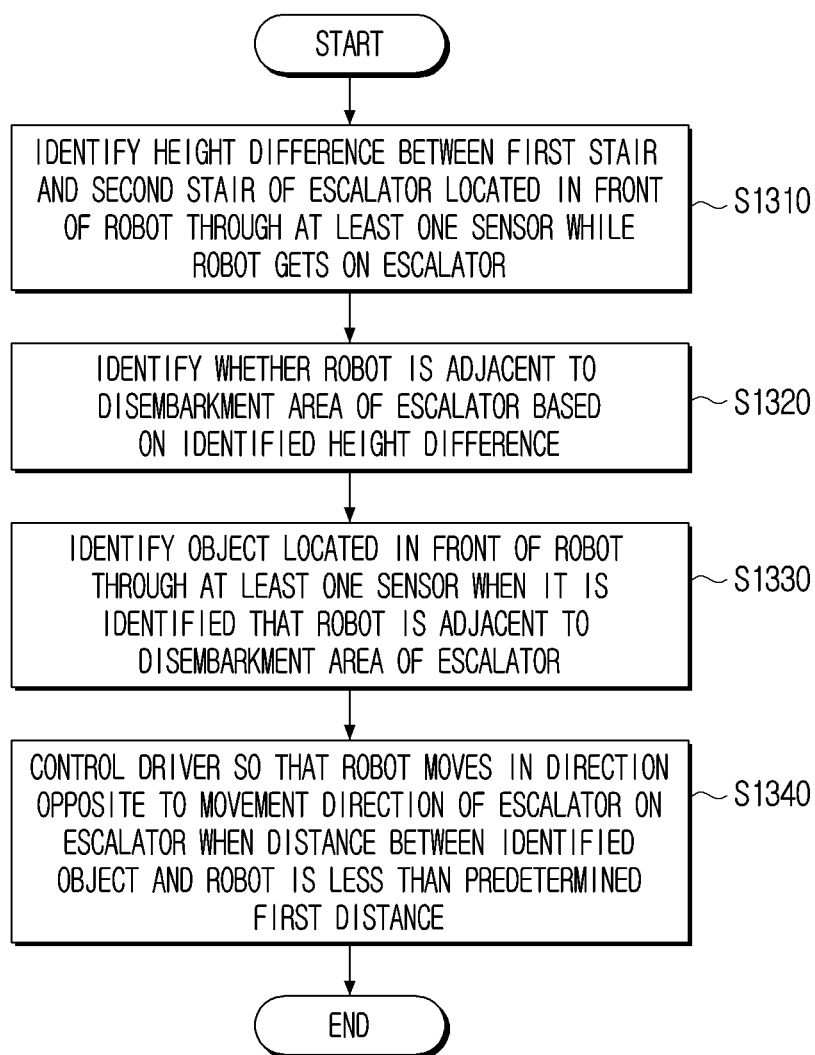 START
IDENTIFY HEIGHT DIFFERENCE BETWEEN FIRST STAIR
AND SECOND STAIR OF ESCALATOR LOCATED IN FRONT
OF ROBOT THROUGH AT LEAST ONE SENSOR WHILE
ROBOT GETS ON ESCALATOR
S1310
IDENTIFY WHETHER ROBOT IS ADJACENT TO
DISEMBARKMENT AREA OF ESCALATOR BASED
ON IDENTIFIED HEIGHT DIFFERENCE
S1320
IDENTIFY OBJECT LOCATED IN FRONT OF ROBOT
THROUGH AT LEAST ONE SENSOR WHEN IT IS
IDENTIFIED THAT ROBOT IS ADJACENT TO
DISEMBARKMENT AREA OF ESCALATOR
S1330
CONTROL DRIVER SO THAT ROBOT MOVES IN DIRECTION
OPPOSITE TO MOVEMENT DIRECTION OF ESCALATOR ON
ESCALATOR WHEN DISTANCE BETWEEN IDENTIFIED
OBJECT AND ROBOT IS LESS THAN PREDETERMINED
FIRST DISTANCE
S1340
END